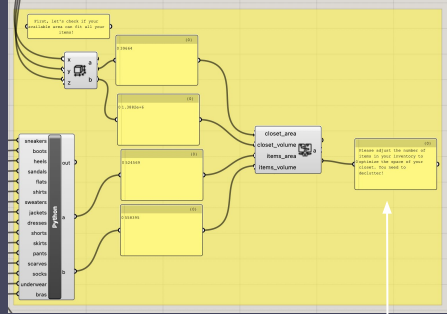 First, let's check if your
available area can fit all your
items!
{0}
x
y
z
a
b
{0}
closet_area
closet_volume
items_area
items_volume
a
{0}
Please adjust the number of
items in your inventory to
optimize the space of your
closet. You need to
declutter!
sneakers
boots
heels
sandals
flats
shirts
sweaters
jackets
dresses
shorts
skirts
pants
scarves
socks
underwear
bras
Python
out
a
b
{0}
{0}